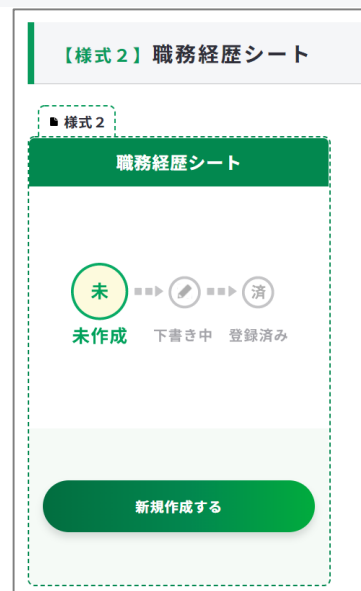 【様式２】職務経歴シート
様式２
職務経歴シート
未
済
未作成
下書き中
登録済み
新規作成する